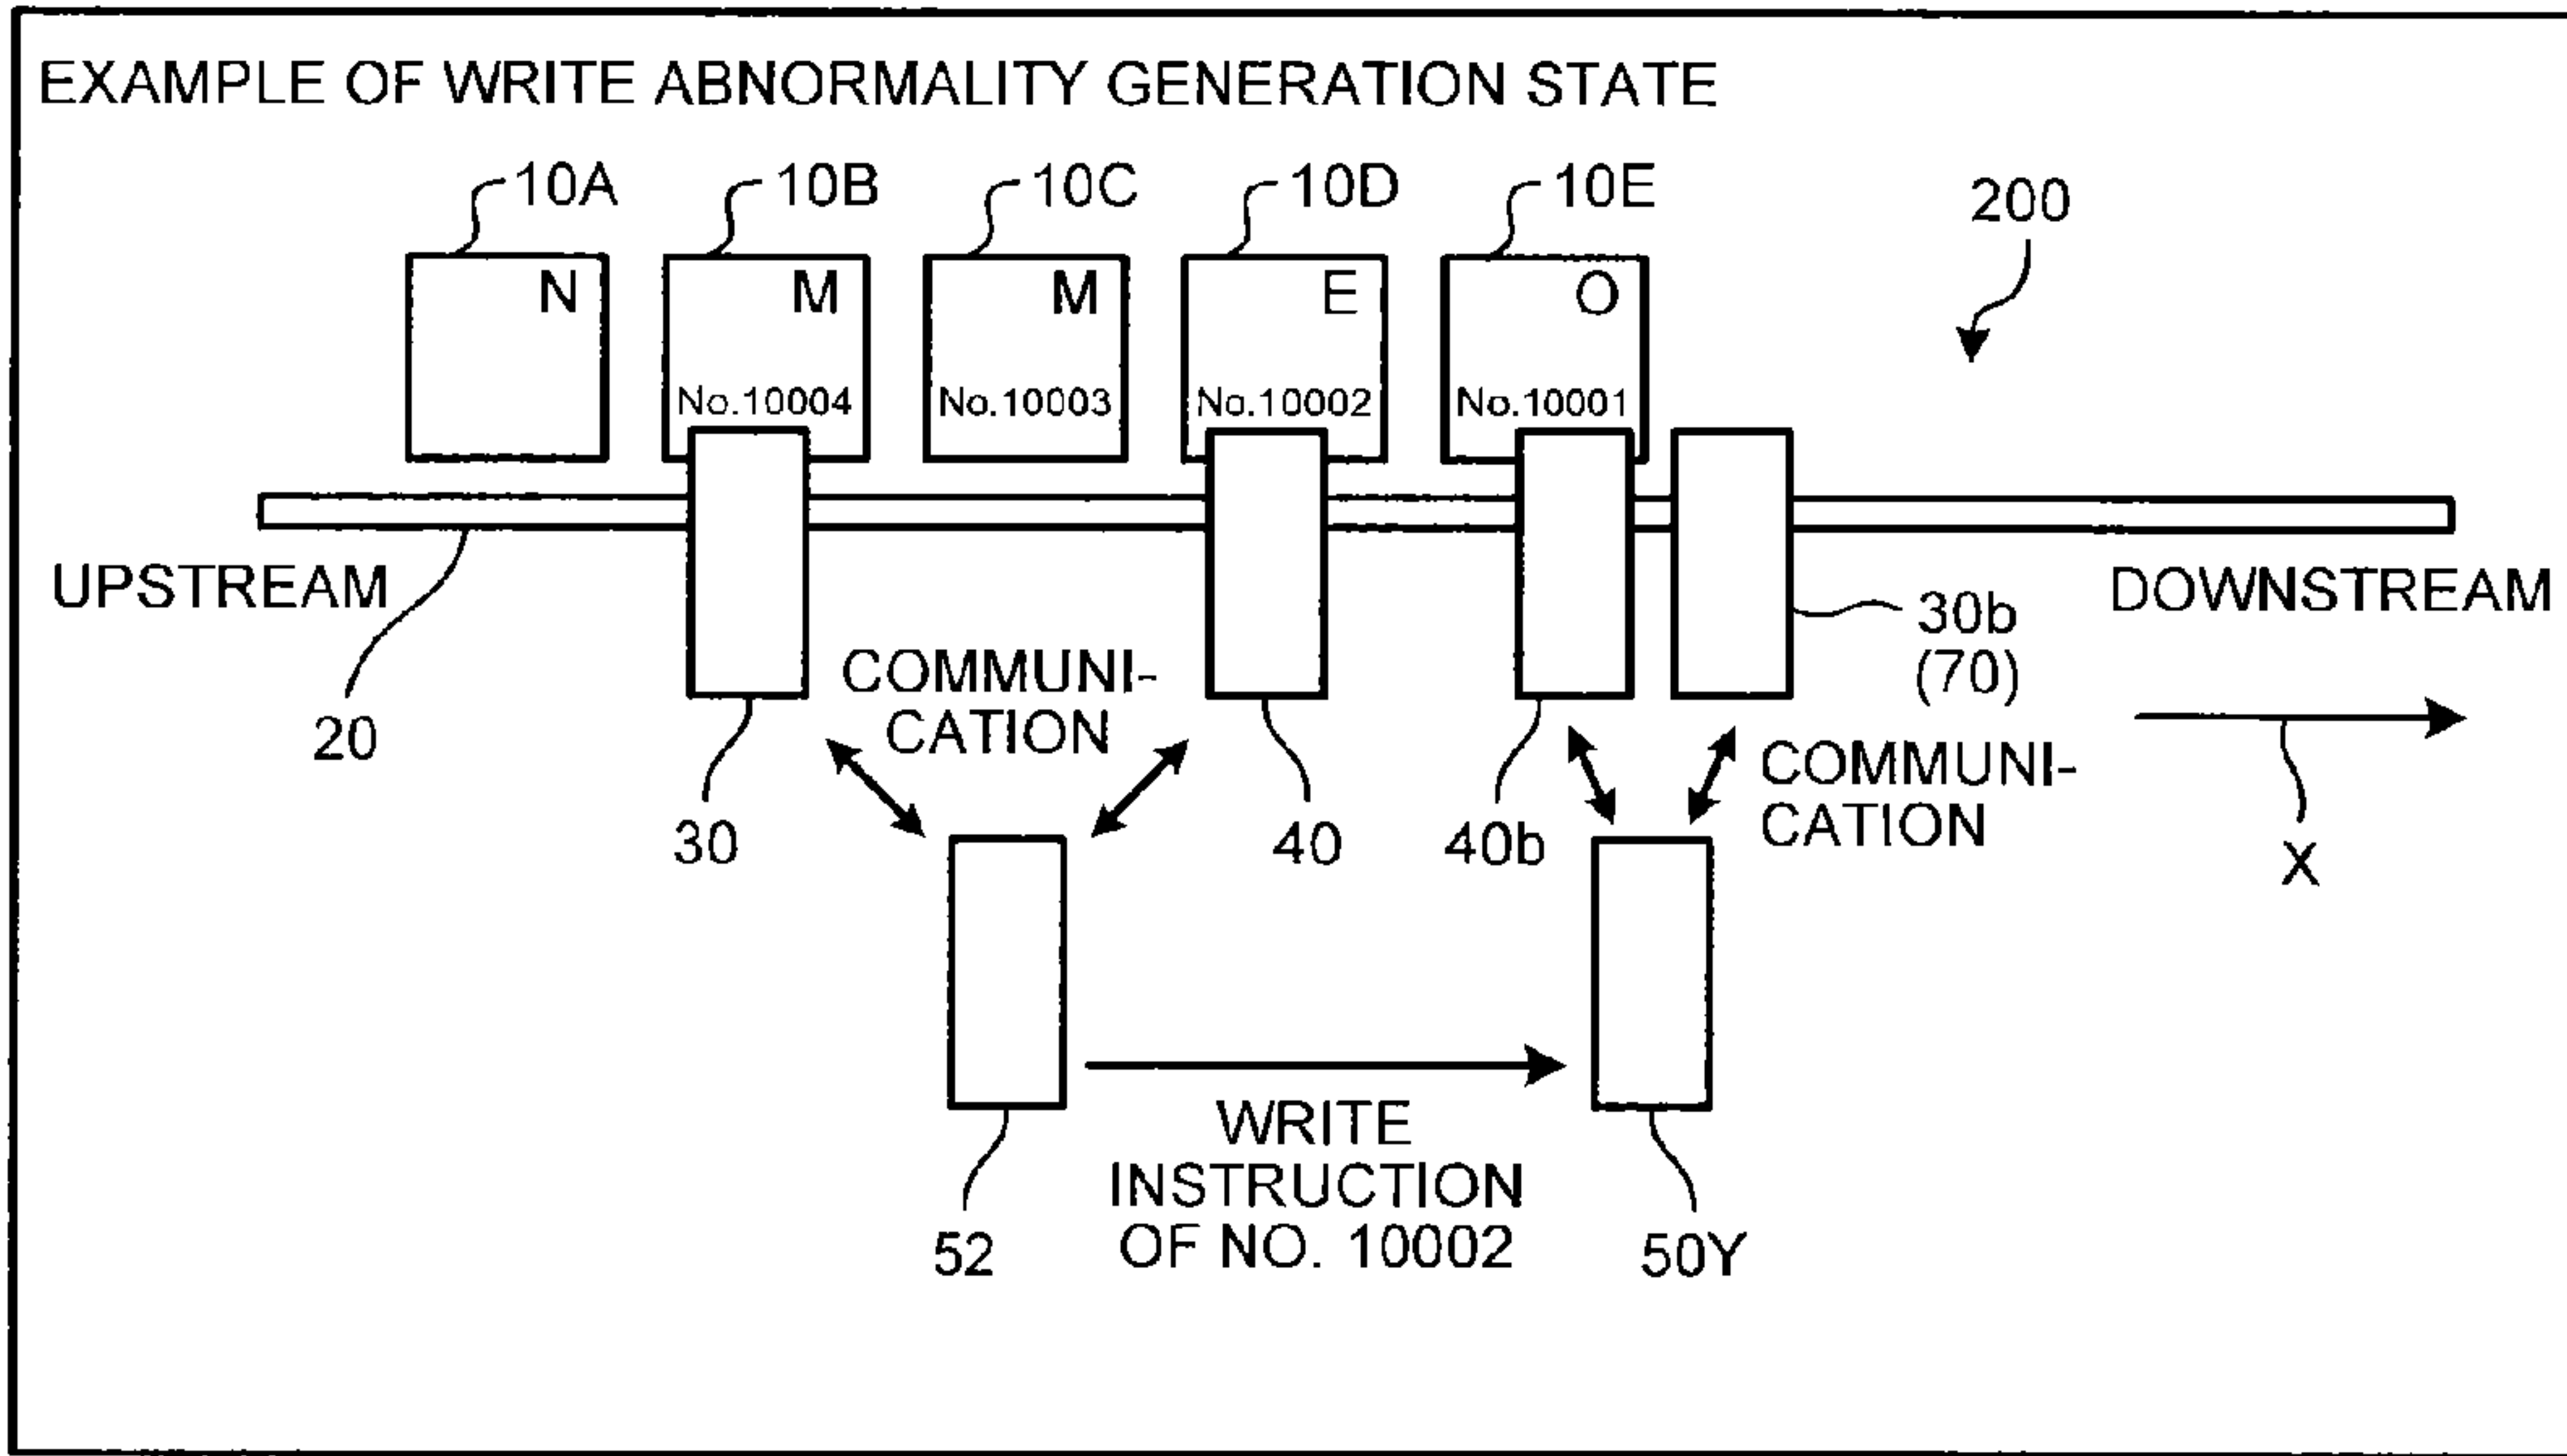 EXAMPLE OF WRITE ABNORMALITY GENERATION STATE
10A
10B
10C
10D
10E
200
N
M
M
E
O
No.10004
No.10003
No.10002
No.10001
UPSTREAM
DOWNSTREAM
30b
(70)
COMMUNI-
CATION
20
30
40
40b
COMMUNI-
CATION
X
WRITE
INSTRUCTION
OF NO. 10002
52
50Y